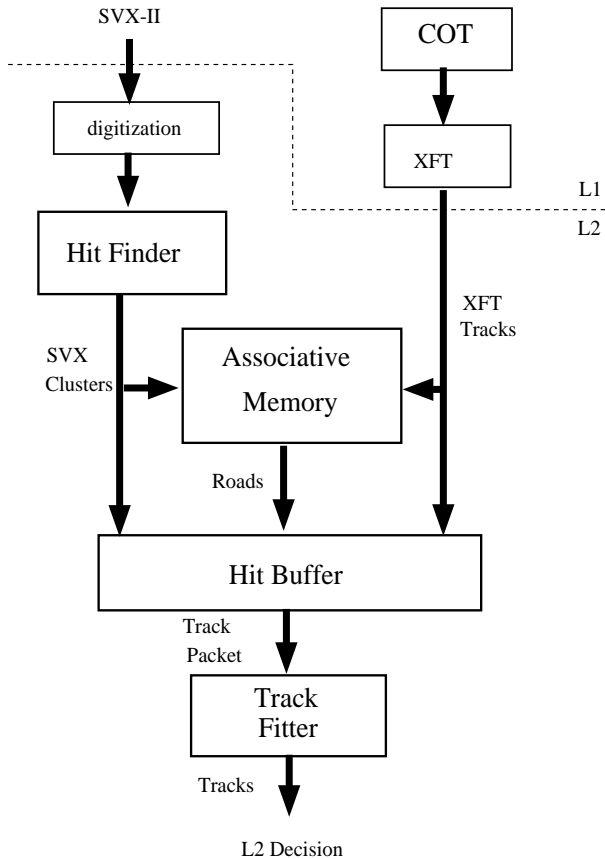 SVX-II
COT
digitization
XFT
L1
L2
Hit Finder
XFT
Tracks
SVX
Clusters
Associative
Memory
Roads
Hit Buffer
Track
Packet
Track
Fitter
Tracks
L2 Decision